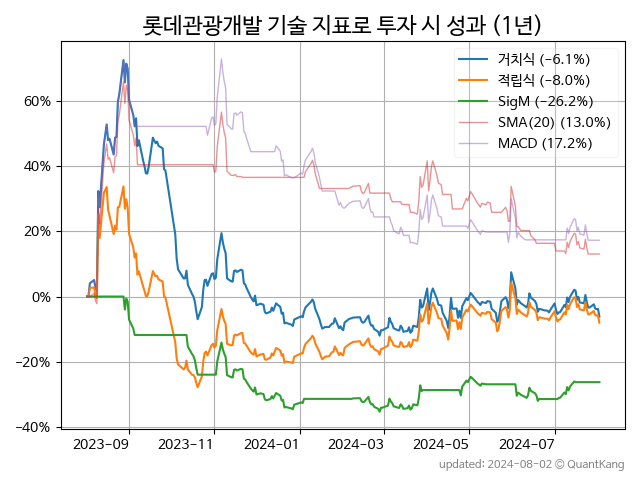 롯데관광개발 기술 지표로 투자 시 성과 (1년)
거치식 (−6.1%)
적립식 (−8.0%)
SigM (−26.2%)
SMA(20) (13.0%)
MACD (17.2%)
60%
40%
20%
0%
−20%
−40%
2023−09 2023−11 2024−01 2024−03 2024−05 2024−07
updated: 2024−08−02 © QuantKang